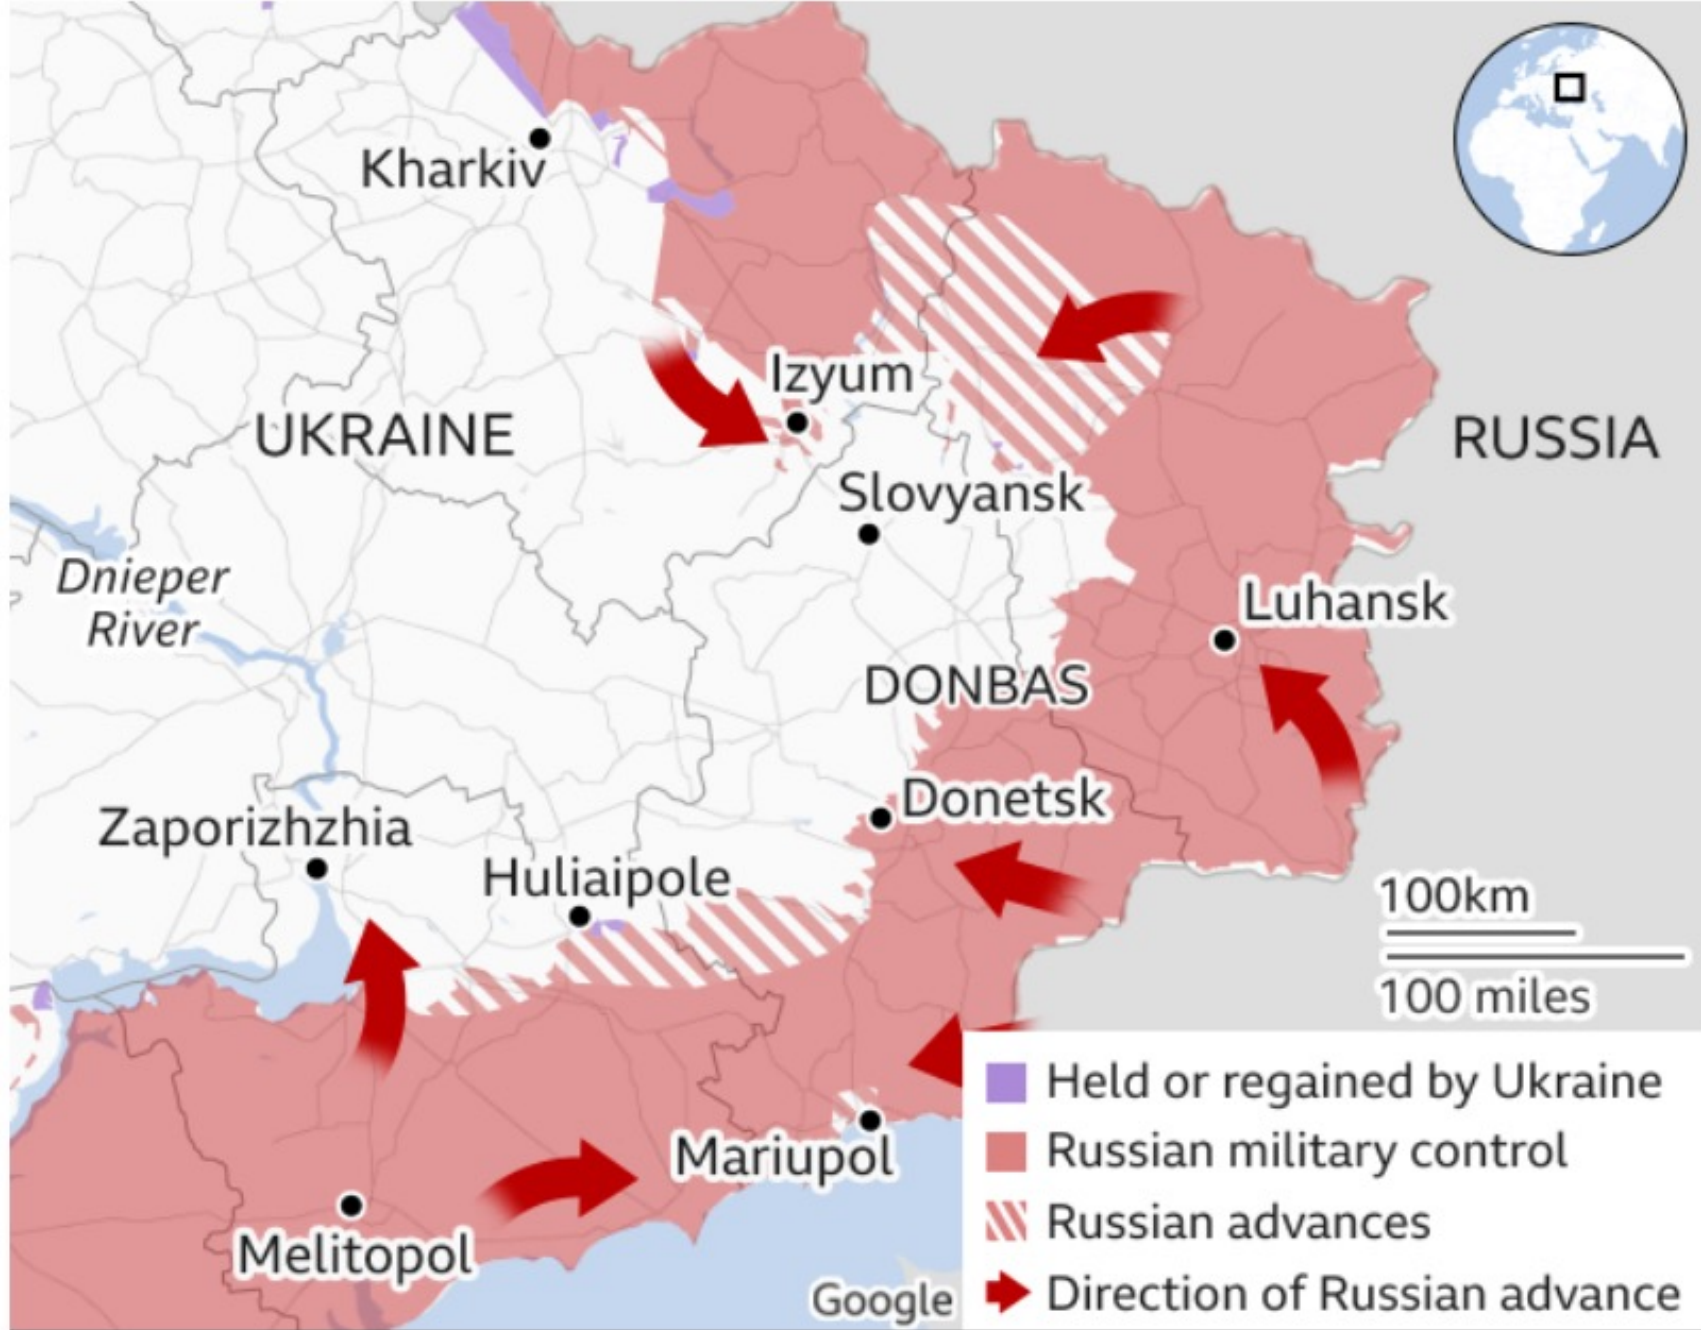 Kharkiv
Izyum
UKRAINE
RUSSIA
Slovyansk
Dnieper
River
Luhansk
DONBAS
Donetsk
Zaporizhzhia
Huliaipole
100km
100 miles
Mariupol
Melitopol
Google
Held or regained by Ukraine
Russian military control
Russian advances
Direction of Russian advance